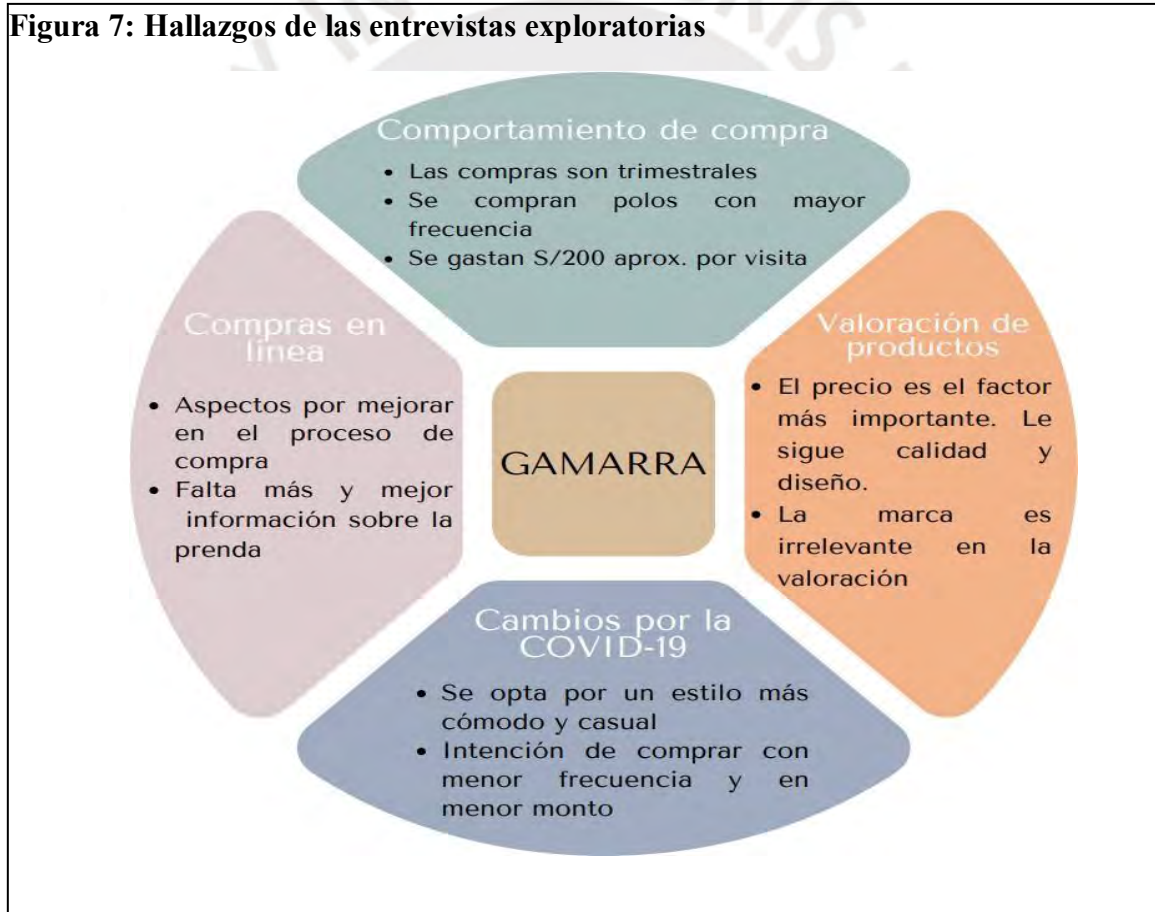 Figura 7: Hallazgos de las entrevistas exploratorias
Comportamiento de compra
• Las compras son trimestrales
• Se compran polos con mayor
frecuencia
• Se gastan S/200 aprox. por visita
Compras en
línea
• Aspectos por mejorar
en el proceso de
compra
• Falta más y mejor
información sobre la
prenda
GAMARRA
Valoración de
productos
• El precio es el factor
más importante. Le
sigue calidad y
diseño.
• La marca es
irrelevante en la
valoración
Cambios por la
COVID-19
• Se opta por un estilo más
cómodo y casual
• Intención de comprar con
menor frecuencia y en
menor monto